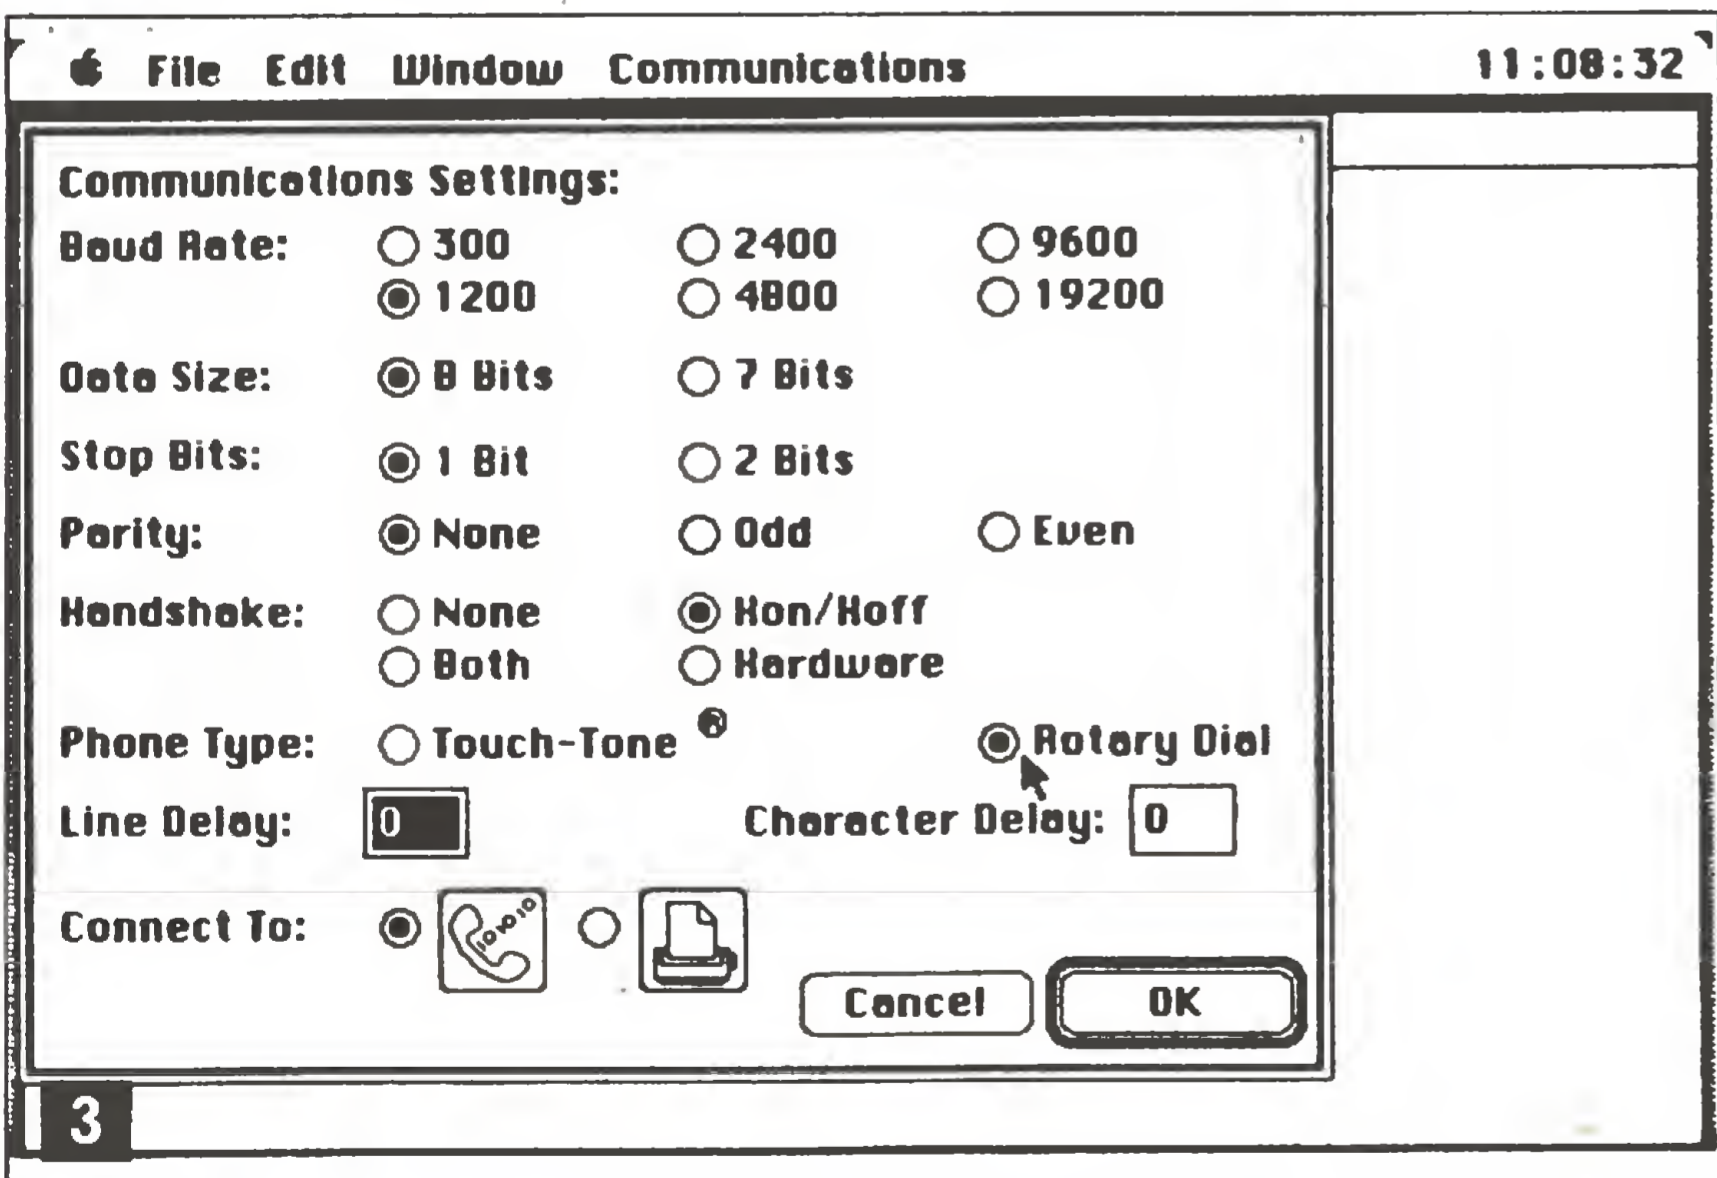 File Edit Window Communications 11:08:32
Communications Settings:
Baud Rate: 300 2400 9600
1200 4800 19200
Data Size: 8 Bits 7 Bits
Stop Bits: 1 Bit 2 Bits
Parity: None Odd Even
Handshake: None Xon/Xoff
Both Hardware
Phone Type: Touch-Tone ® Rotary Dial
Line Delay: 0 Character Delay: 0
Connect To:
Cancel OK
3